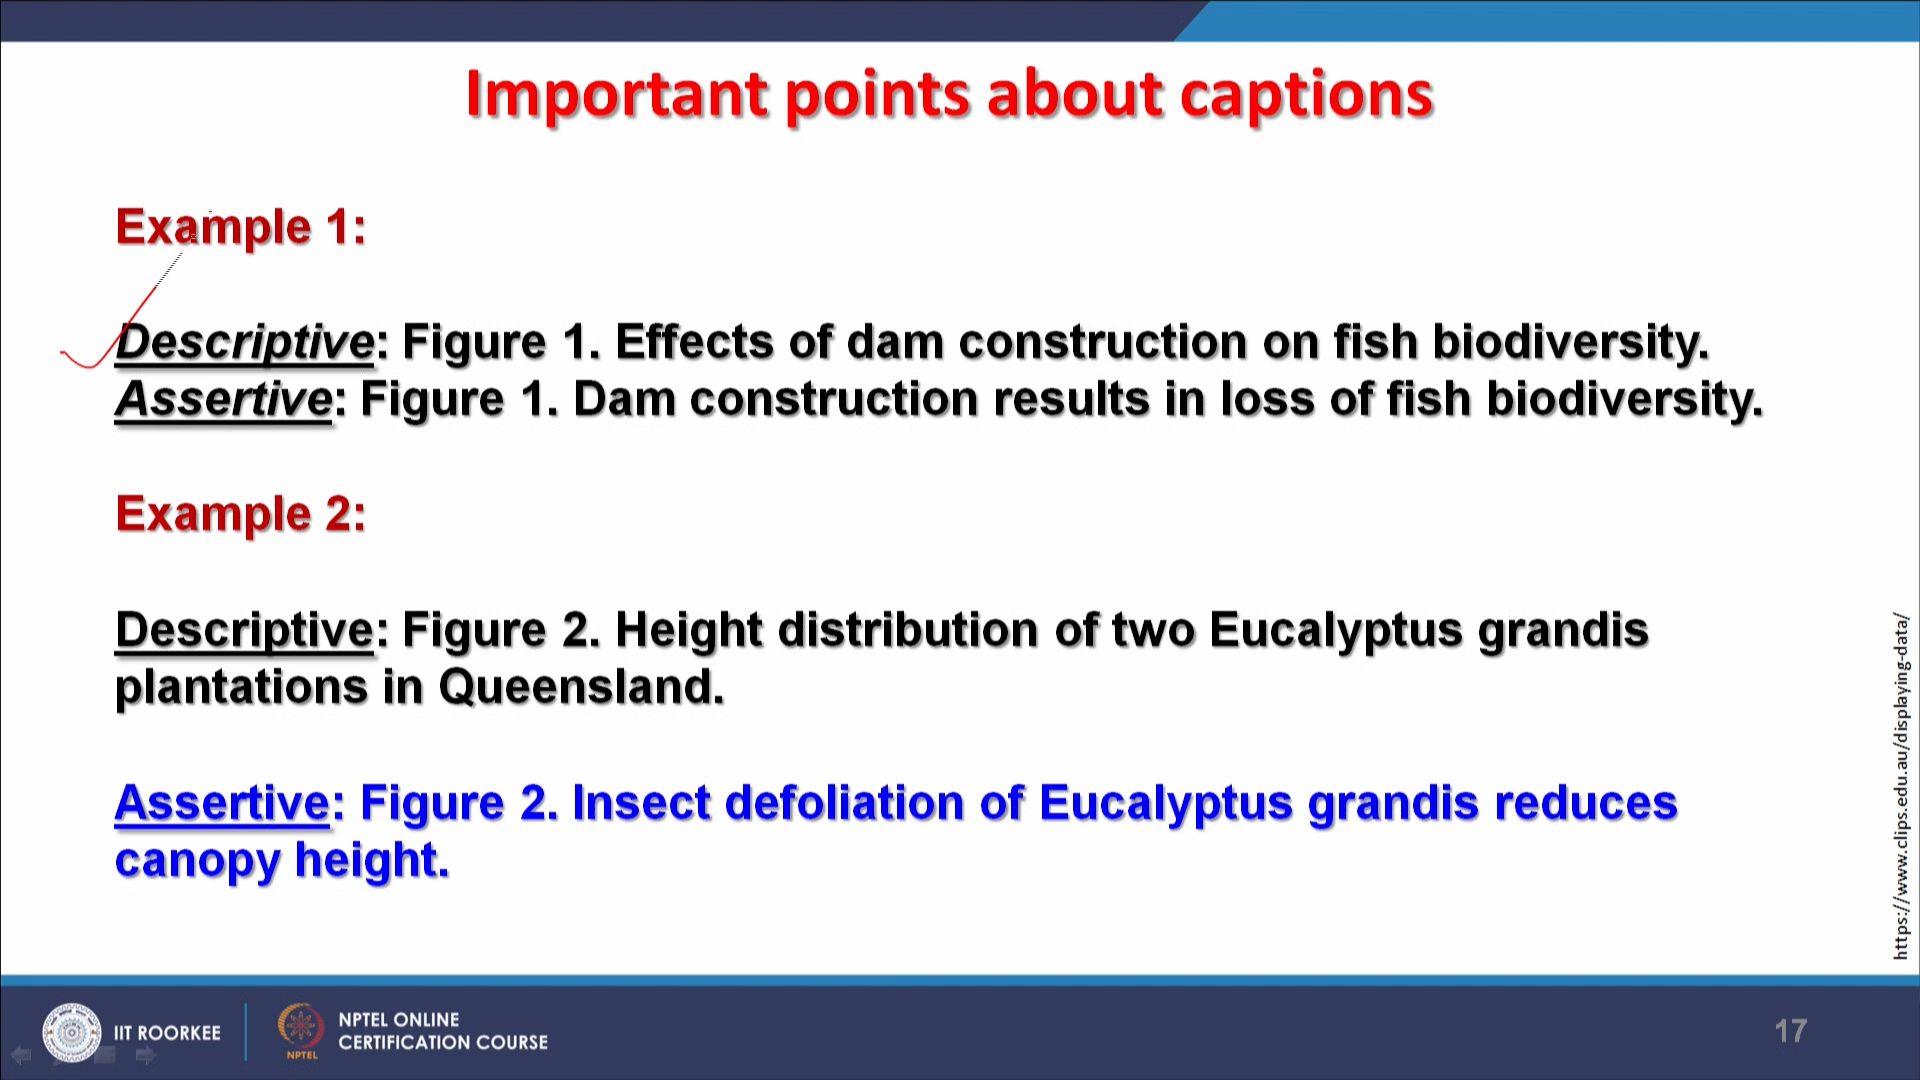 Important points about captions
Example 1:
Descriptive: Figure 1. Effects of dam construction on fish biodiversity.
Assertive: Figure 1. Dam construction results in loss of fish biodiversity.
Example 2:
Descriptive: Figure 2. Height distribution of two Eucalyptus grandis
plantations in Queensland.
Assertive: Figure 2. Insect defoliation of Eucalyptus grandis reduces
canopy height.
https://www.clips.edu.au/displaying-data/
IIT ROORKEE
NPTEL
NPTEL ONLINE
CERTIFICATION COURSE
17